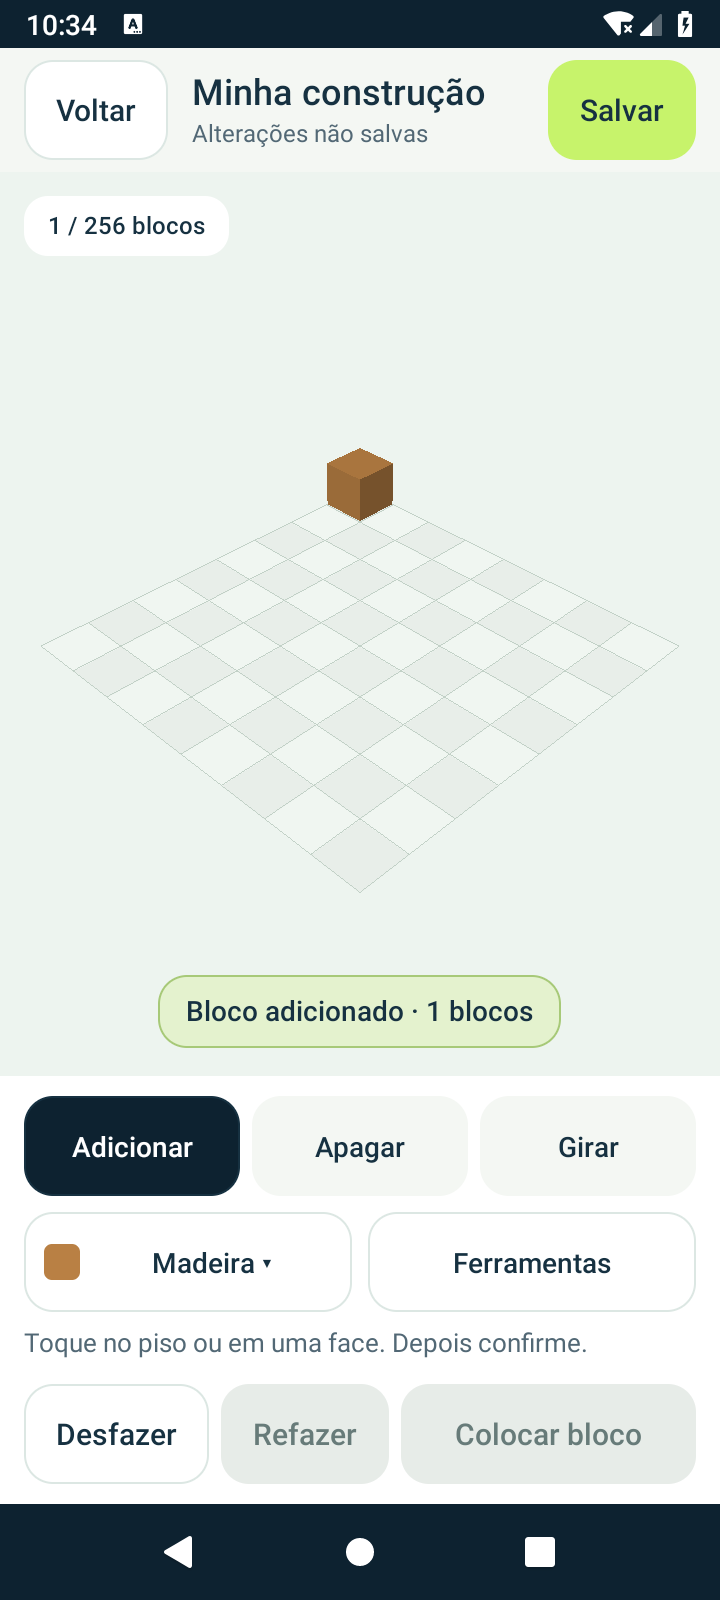 10:34
Voltar
Minha construção
Alterações não salvas
Salvar
1 / 256 blocos
Bloco adicionado · 1 blocos
Adicionar
Apagar
Girar
Madeira ▾
Ferramentas
Toque no piso ou em uma face. Depois confirme.
Desfazer
Refazer
Colocar bloco